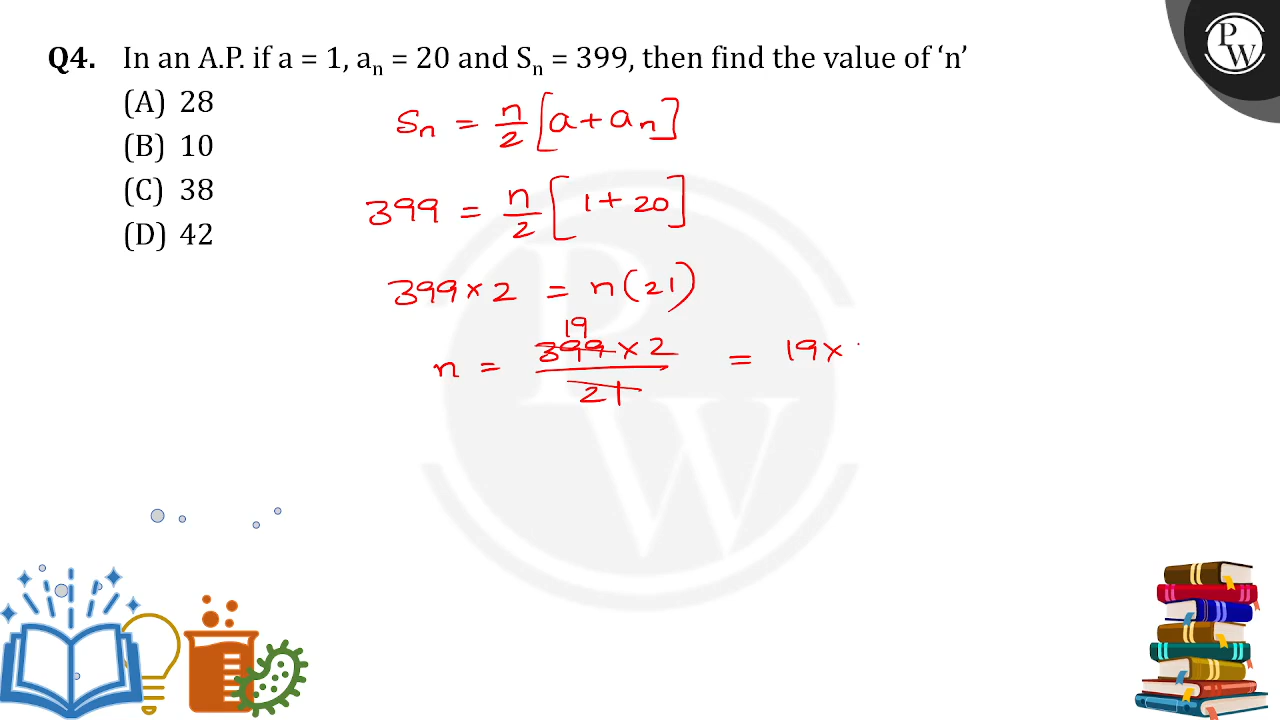 Q4. In an A.P. if a = 1, aₙ = 20 and Sₙ = 399, then find the value of ‘n’
(A) 28
(B) 10
(C) 38
(D) 42
Sₙ = n/2 [a + aₙ]
399 = n/2 [1 + 20]
399 × 2 = n(21)
19
n = 399 × 2 / 21 = 19 ×
PW
PW